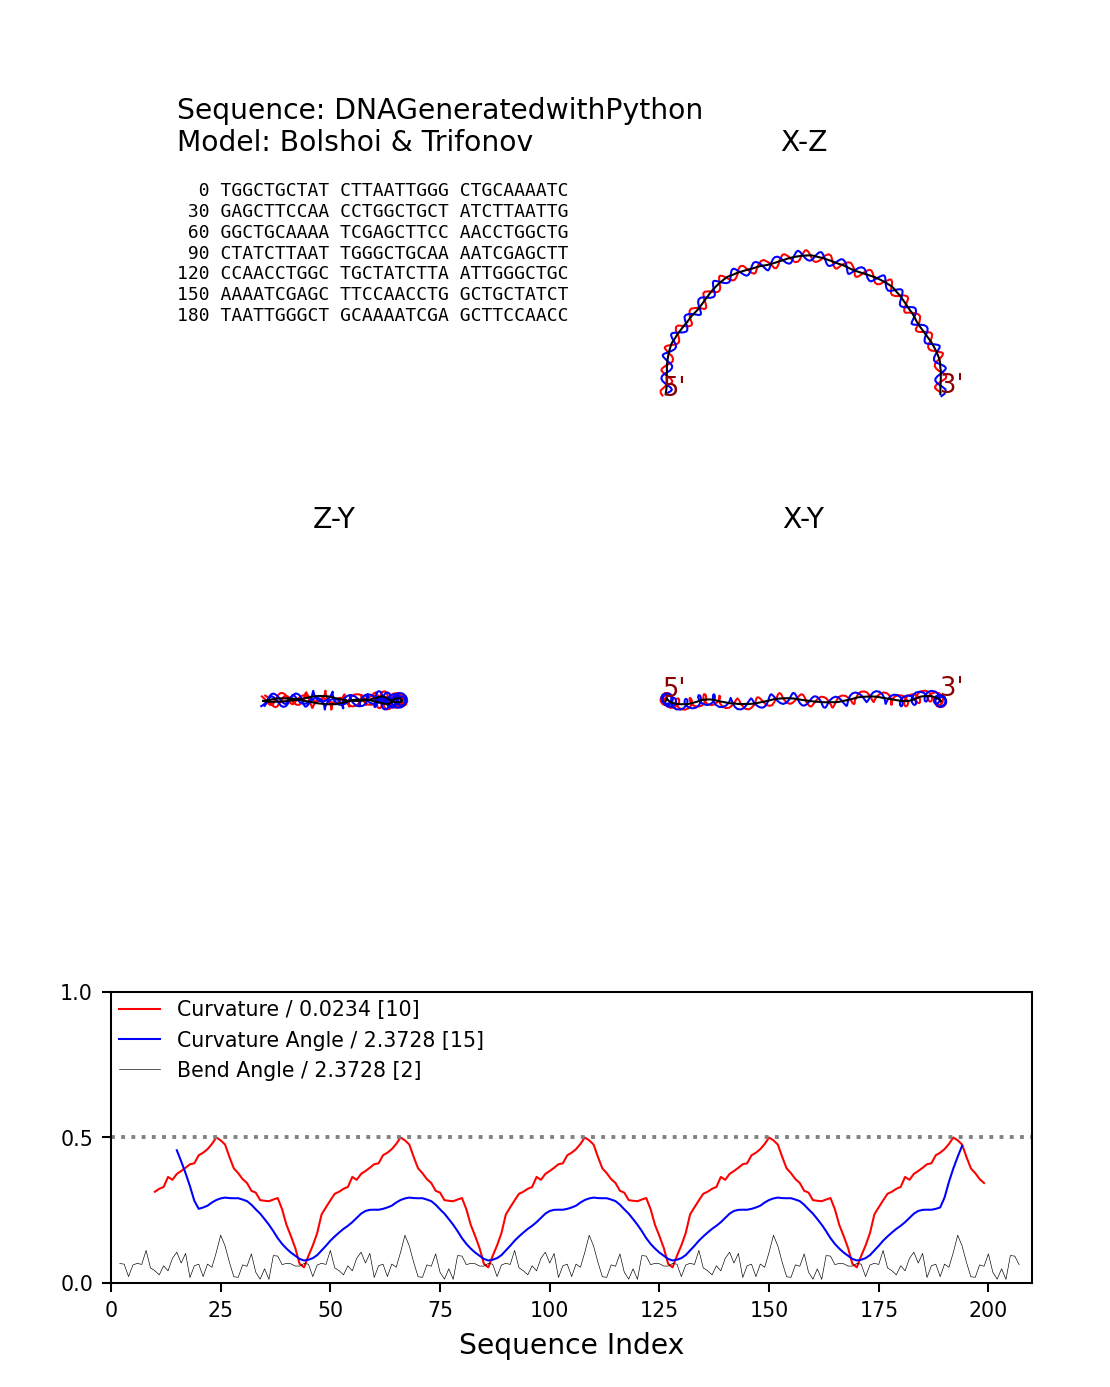 Sequence: DNAGeneratedwithPython
Model: Bolshoi & Trifonov
X-Z
0 TGGCTGCTAT CTTAATTGGG CTGCAAAATC
30 GAGCTTCCAA CCTGGCTGCT ATCTTAATTG
60 GGCTGCAAAA TCGAGCTTCC AACCTGGCTG
90 CTATCTTAAT TGGGCTGCAA AATCGAGCTT
120 CCAACCTGGC TGCTATCTTA ATTGGGCTGC
150 AAAATCGAGC TTCCAACCTG GCTGCTATCT
180 TAATTGGGCT GCAAAATCGA GCTTCCAACC
5'
3'
Z-Y
X-Y
5'
3'
1.0
0.5
0.0
Curvature / 0.0234 [10]
Curvature Angle / 2.3728 [15]
Bend Angle / 2.3728 [2]
0 25 50 75 100 125 150 175 200
Sequence Index